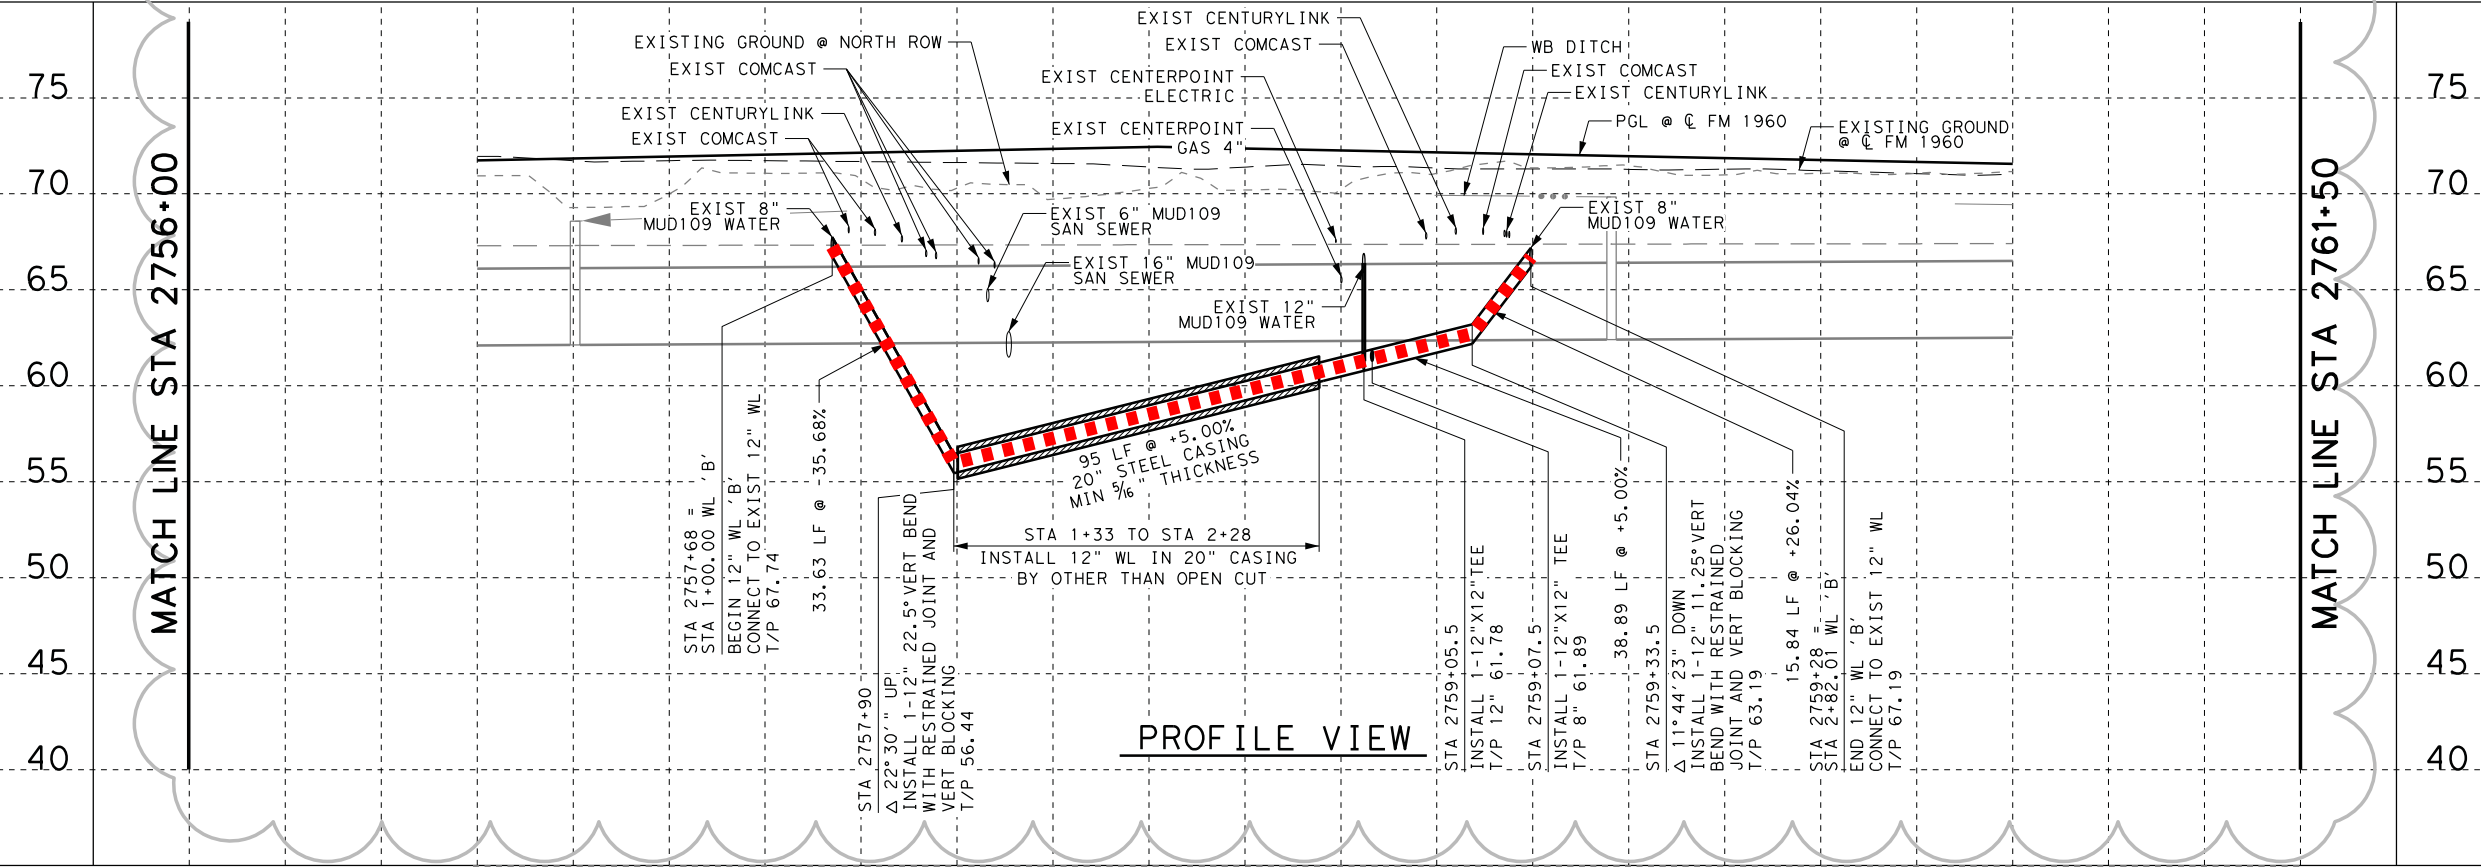 EXIST CENTURYLINK
EXISTING GROUND @ NORTH ROW
EXIST COMCAST
WB DITCH
EXIST COMCAST
EXIST COMCAST
EXIST CENTERPOINT
ELECTRIC
75
75
EXIST CENTURYLINK
EXIST CENTURYLINK
EXIST COMCAST
EXIST CENTERPOINT
GAS 4"
PGL @ ℄ FM 1960
EXISTING GROUND
@ ℄ FM 1960
70
70
EXIST 8"
MUD109 WATER
EXIST 6" MUD109
SAN SEWER
EXIST 8"
MUD109 WATER
65
65
EXIST 16" MUD109
SAN SEWER
EXIST 12"
MUD109 WATER
60
60
55
55
50
50
45
45
40
40
MATCH LINE STA 2756+00
STA 2757+68 =
STA 1+00.00 WL 'B'
BEGIN 12" WL 'B'
CONNECT TO EXIST 12" WL
T/P 67.74
33.63 LF @ -35.68%
STA 2757+90
△ 22°30'" UP
INSTALL 1-12" 22.5° VERT BEND
WITH RESTRAINED JOINT AND
VERT BLOCKING
T/P 56.44
95 LF @ +5.00%
20" STEEL CASING
MIN 5/16" THICKNESS
STA 1+33 TO STA 2+28
INSTALL 12" WL IN 20" CASING
BY OTHER THAN OPEN CUT
STA 2759+05.5
INSTALL 1-12"X12"TEE
T/P 12" 61.78
STA 2759+07.5
INSTALL 1-12"X12" TEE
T/P 8" 61.89
38.89 LF @ +5.00%
STA 2759+33.5
△ 11°44'23" DOWN
INSTALL 1-12" 11.25° VERT
BEND WITH RESTRAINED
JOINT AND VERT BLOCKING
T/P 63.19
15.84 LF @ +26.04%
STA 2759+28 =
STA 2+82.01 WL 'B'
END 12" WL 'B'
CONNECT TO EXIST 12" WL
T/P 67.19
MATCH LINE STA 2761+50
PROFILE VIEW